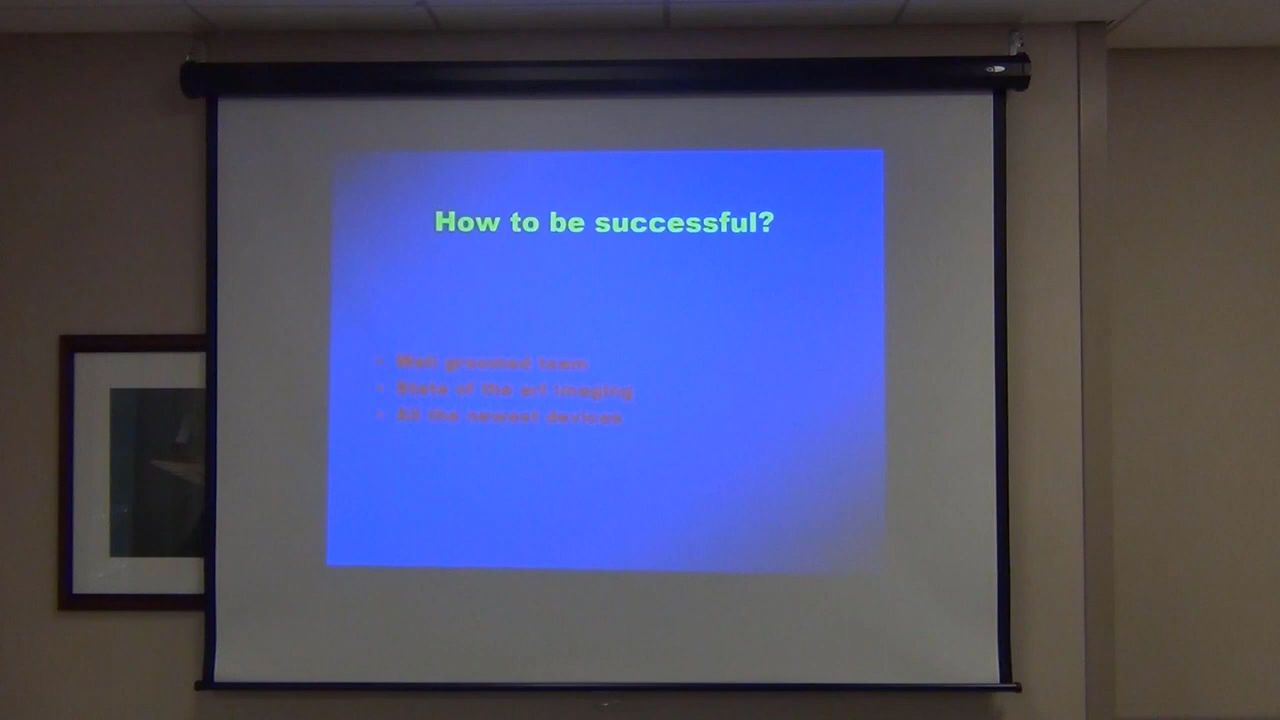 How to be successful?
• Well groomed team
• State of the art imaging
• All the newest devices